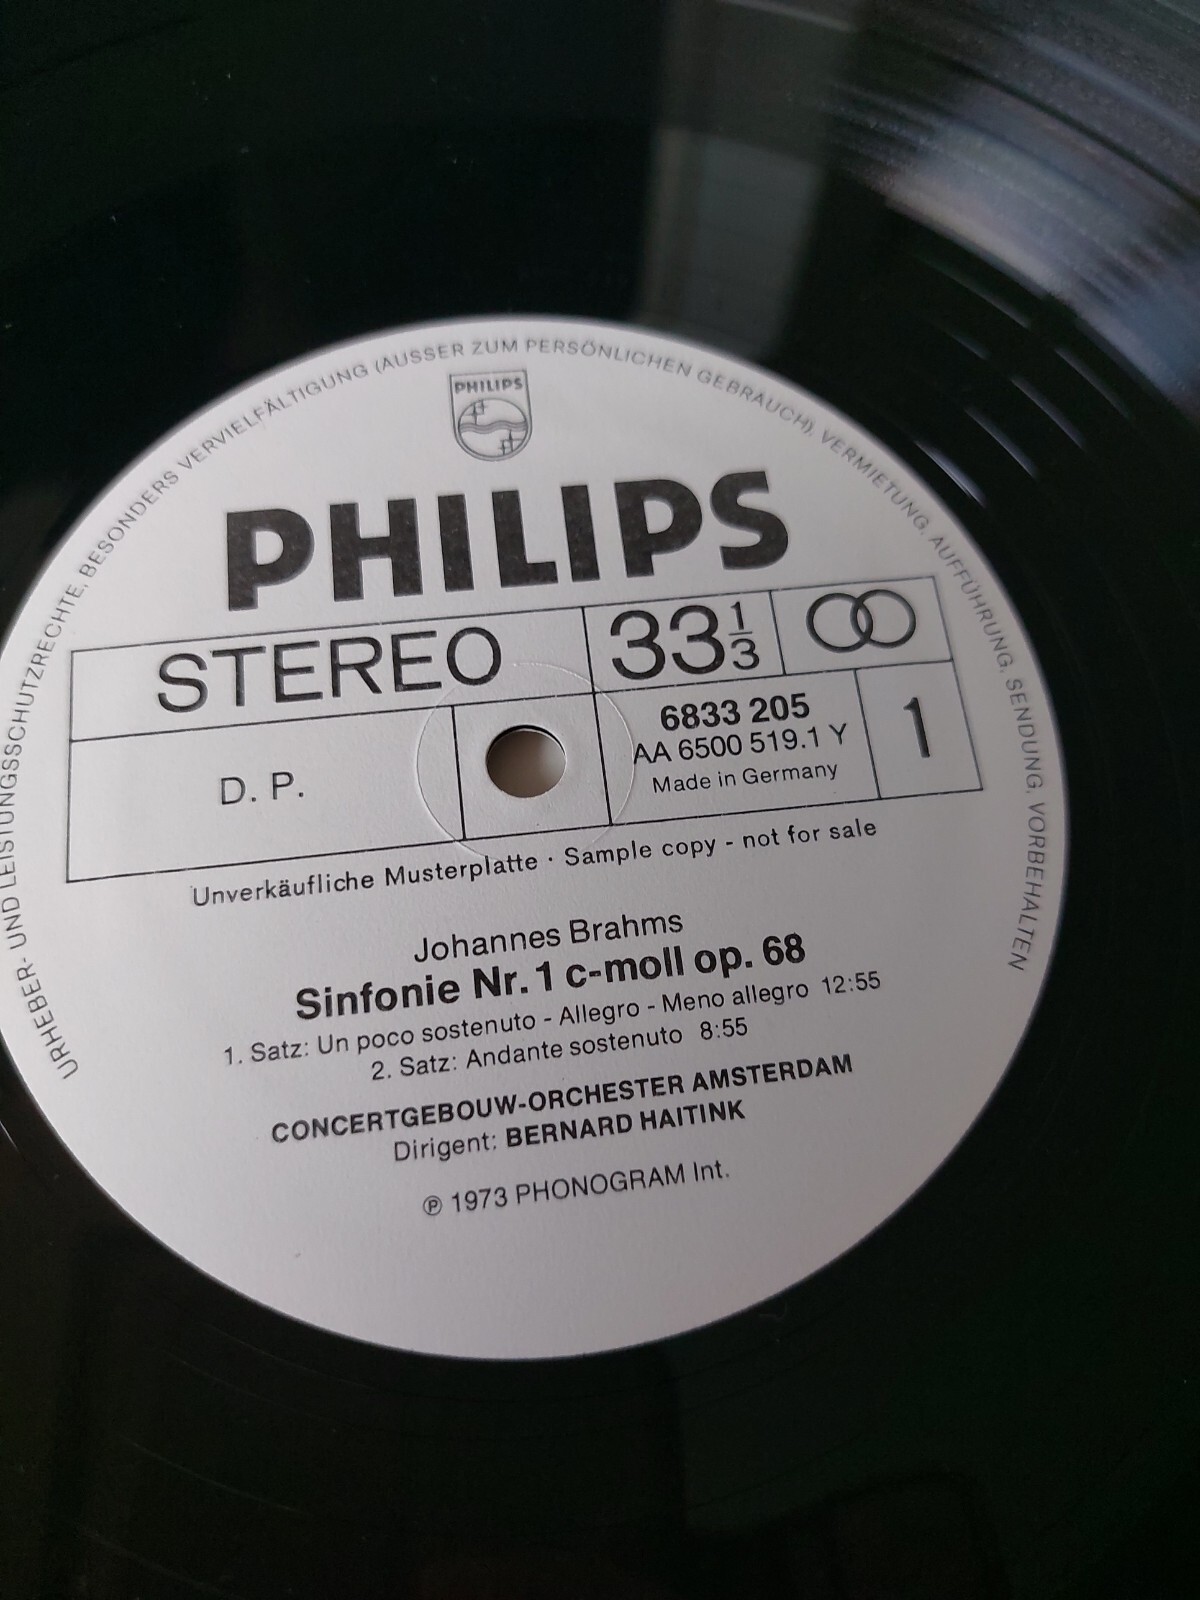 URHEBER- UND LEISTUNGSSCHUTZRECHTE, BESONDERS VERVIELFÄLTIGUNG (AUSSER ZUM PERSÖNLICHEN GEBRAUCH), VERMIETUNG, AUFFÜHRUNG, SENDUNG, VORBEHALTEN
PHILIPS
PHILIPS
STEREO
33 1/3
D. P.
6833 205
AA 6500 519.1 Y
Made in Germany
1
Unverkäufliche Musterplatte · Sample copy - not for sale
Johannes Brahms
Sinfonie Nr. 1 c-moll op. 68
1. Satz: Un poco sostenuto - Allegro - Meno allegro 12:55
2. Satz: Andante sostenuto 8:55
CONCERTGEBOUW-ORCHESTER AMSTERDAM
Dirigent: BERNARD HAITINK
℗ 1973 PHONOGRAM Int.